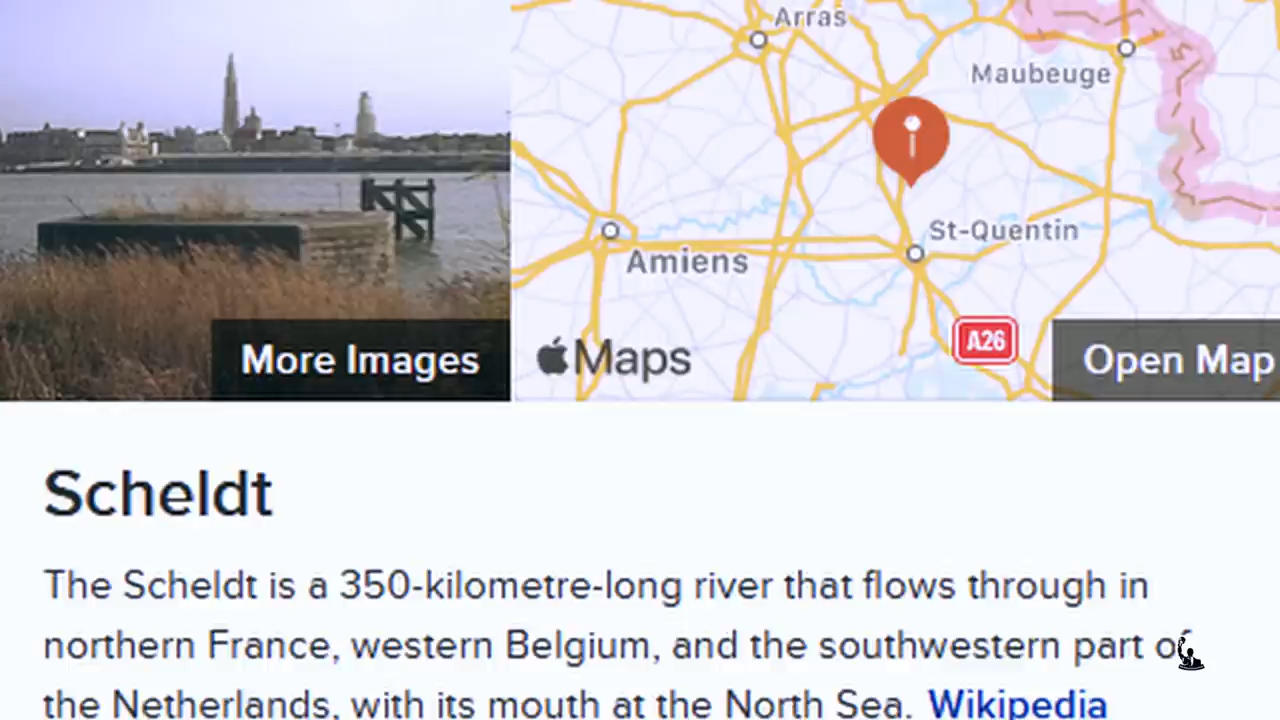 Arras
Maubeuge
St-Quentin
Amiens
A26
More Images
Maps
Open Map
Scheldt
The Scheldt is a 350-kilometre-long river that flows through in
northern France, western Belgium, and the southwestern part of
the Netherlands, with its mouth at the North Sea. Wikipedia